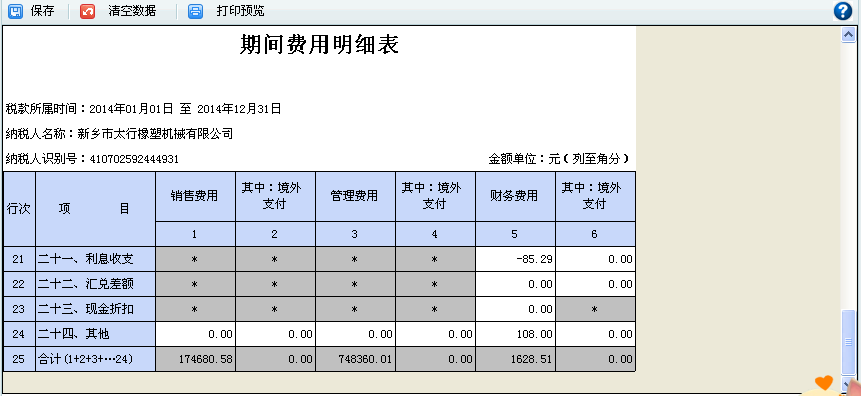 保存 清空数据 打印预览
期间费用明细表
税款所属时间：2014年01月01日 至 2014年12月31日
纳税人名称：新乡市太行橡塑机械有限公司
纳税人识别号：410702592444931 金额单位：元（列至角分）
行次 项 目 销售费用 其中：境外支付 管理费用 其中：境外支付 财务费用 其中：境外支付
1 2 3 4 5 6
21 二十一、利息收支 * * * * -85.29 0.00
22 二十二、汇兑差额 * * * * 0.00 0.00
23 二十三、现金折扣 * * * * 0.00 *
24 二十四、其他 0.00 0.00 0.00 0.00 108.00 0.00
25 合计(1+2+3+…24) 174680.58 0.00 748360.01 0.00 1628.51 0.00